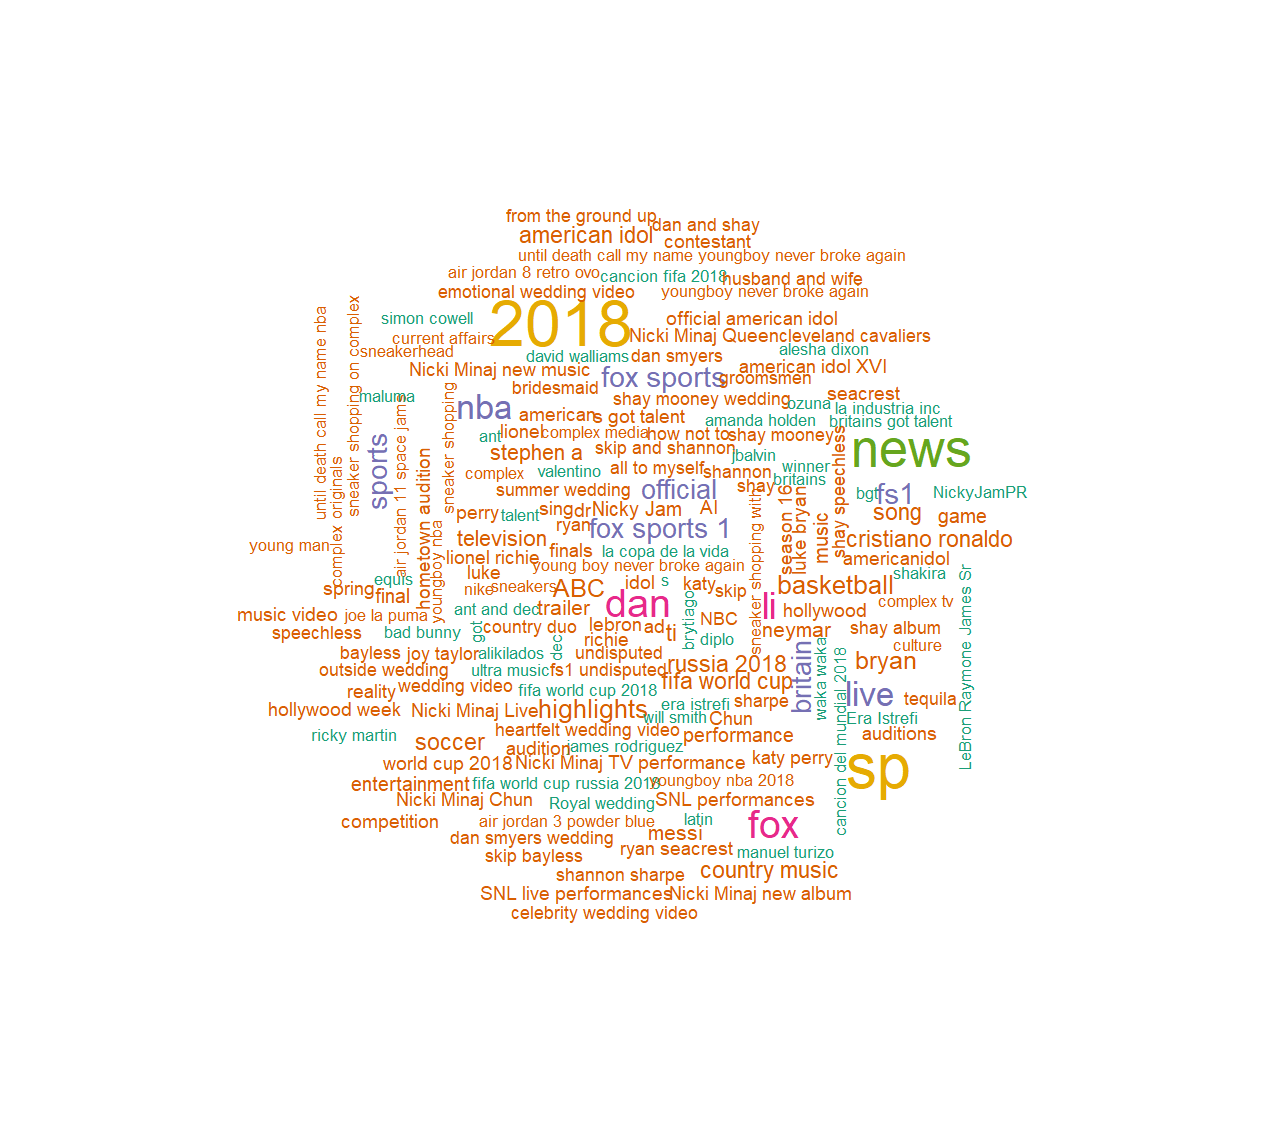 from the ground up
dan and shay
american idol
contestant
until death call my name youngboy never broke again
air jordan 8 retro ovo
cancion fifa 2018
husband and wife
emotional wedding video
youngboy never broke again
2018
simon cowell
official american idol
current affairs
Nicki Minaj Queen
cleveland cavaliers
sneakerhead
david walliams
dan smyers
alesha dixon
Nicki Minaj new music
american idol XVI
fox sports
groomsmen
bridesmaid
seacrest
maluma
shay mooney wedding
ozuna
la industria inc
nba
american
s got talent
amanda holden
britains got talent
ant
lionel
complex media
how not to
shay mooney
news
stephen a
skip and shannon
jbalvin
winner
complex
valentino
all to myself
shannon
britains
summer wedding
official
shay
bgt
fs1
NickyJamPR
perry
talent
sing
dr
Nicky Jam
AI
song
game
ryan
fox sports 1
music
television
cristiano ronaldo
young man
lionel richie
finals
la copa de la vida
americanidol
young boy never broke again
luke
shakira
equis
spring
final
nike
sneakers
ABC
idol
s
katy
skip
basketball
music video
joe la puma
ant and dec
trailer
dan
li
hollywood
complex tv
speechless
bad bunny
got
country duo
lebron
ad
ti
NBC
neymar
shay album
richie
diplo
culture
bayless
joy taylor
alikilados
dec
undisputed
outside wedding
ultra music
fs1 undisputed
russia 2018
bryan
reality
wedding video
fifa world cup 2018
fifa world cup
live
tequila
hollywood week
Nicki Minaj Live
highlights
era istrefi
sharpe
will smith
Chun
Era Istrefi
ricky martin
heartfelt wedding video
performance
auditions
soccer
audition
james rodriguez
world cup 2018
Nicki Minaj TV performance
katy perry
sp
entertainment
fifa world cup russia 2018
youngboy nba 2018
Nicki Minaj Chun
Royal wedding
SNL performances
competition
air jordan 3 powder blue
latin
fox
dan smyers wedding
messi
skip bayless
ryan seacrest
manuel turizo
shannon sharpe
country music
SNL live performances
Nicki Minaj new album
celebrity wedding video
until death call my name nba
complex originals
sneaker shopping on complex
sports
air jordan 11 space jams
hometown audition
youngboy nba
sneaker shopping
brytiago
sneaker shopping with
season 16
luke bryan
britain
waka waka
shay speechless
cancion del mundial 2018
LeBron Raymone James Sr